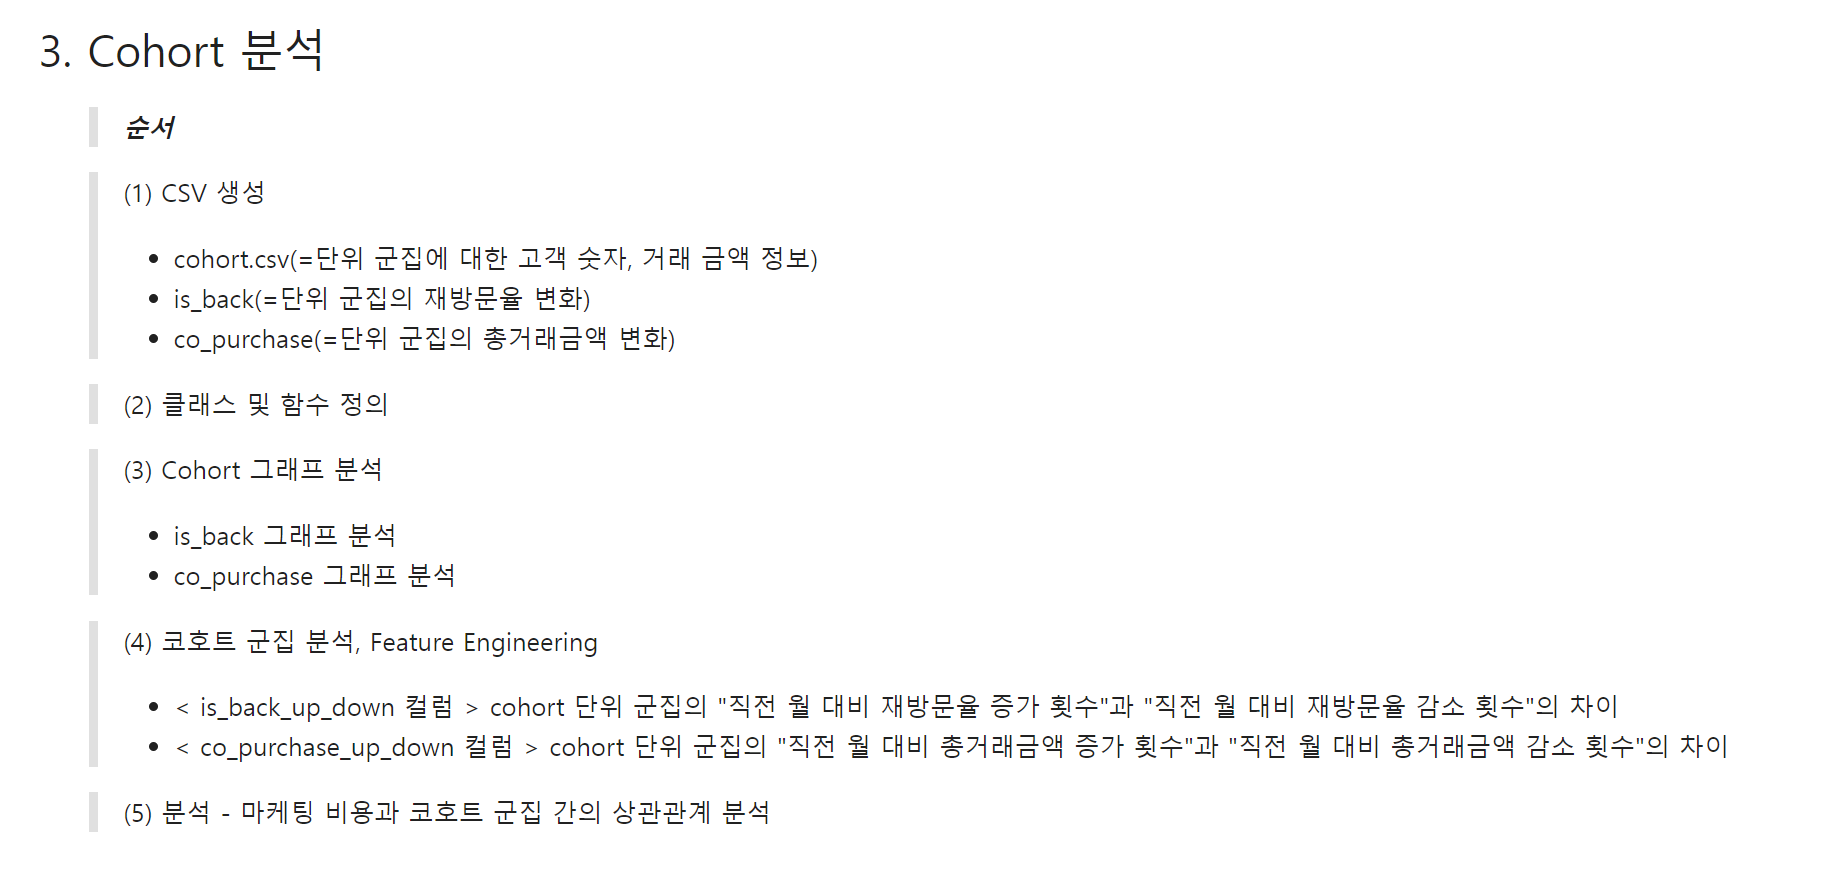 3. Cohort 분석
순서
(1) CSV 생성
• cohort.csv(=단위 군집에 대한 고객 숫자, 거래 금액 정보)
• is_back(=단위 군집의 재방문율 변화)
• co_purchase(=단위 군집의 총거래금액 변화)
(2) 클래스 및 함수 정의
(3) Cohort 그래프 분석
• is_back 그래프 분석
• co_purchase 그래프 분석
(4) 코호트 군집 분석, Feature Engineering
• < is_back_up_down 컬럼 > cohort 단위 군집의 "직전 월 대비 재방문율 증가 횟수"과 "직전 월 대비 재방문율 감소 횟수"의 차이
• < co_purchase_up_down 컬럼 > cohort 단위 군집의 "직전 월 대비 총거래금액 증가 횟수"과 "직전 월 대비 총거래금액 감소 횟수"의 차이
(5) 분석 - 마케팅 비용과 코호트 군집 간의 상관관계 분석